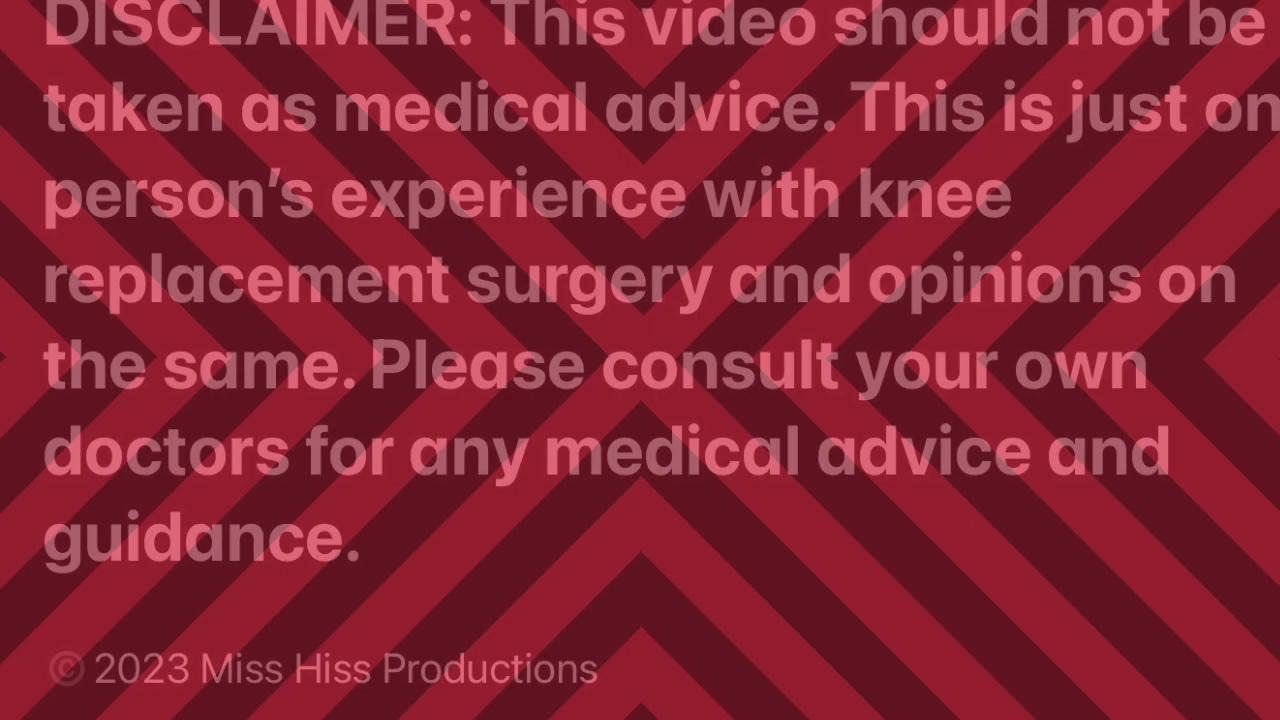 DISCLAIMER: This video should not be
taken as medical advice. This is just on
person’s experience with knee
replacement surgery and opinions on
the same. Please consult your own
doctors for any medical advice and
guidance.
© 2023 Miss Hiss Productions